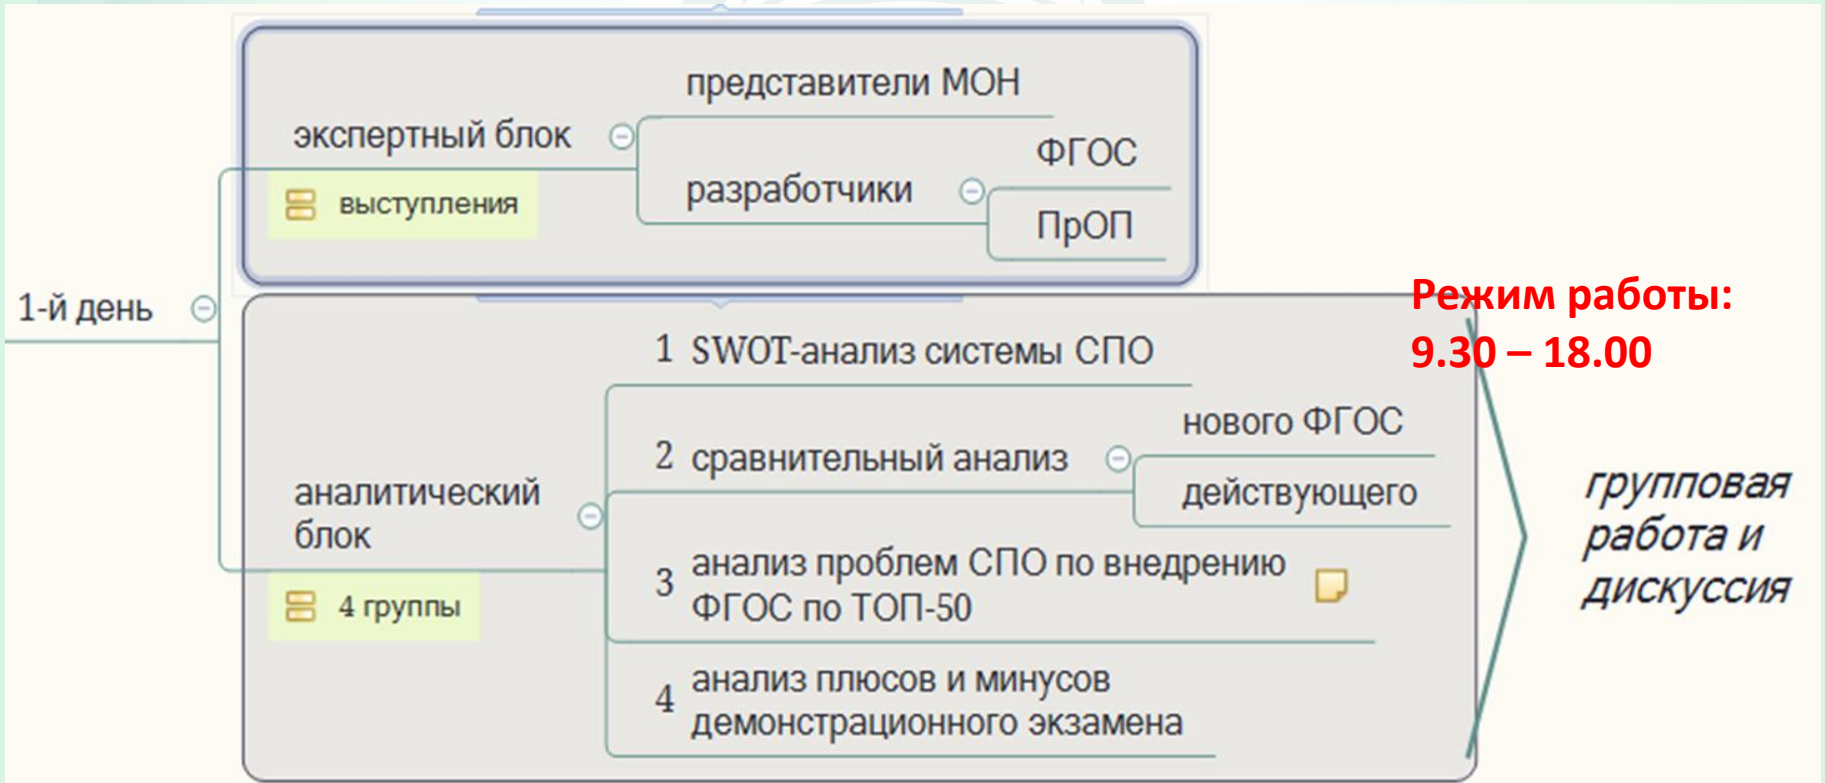 представители МОН
экспертный блок
ФГОС
разработчики
выступления
ПрОП
1-й день
Режим работы:
9.30 – 18.00
1 SWOT-анализ системы СПО
нового ФГОС
2 сравнительный анализ
действующего
аналитический
блок
4 группы
3 анализ проблем СПО по внедрению
ФГОС по ТОП-50
4 анализ плюсов и минусов
демонстрационного экзамена
групповая
работа и
дискуссия